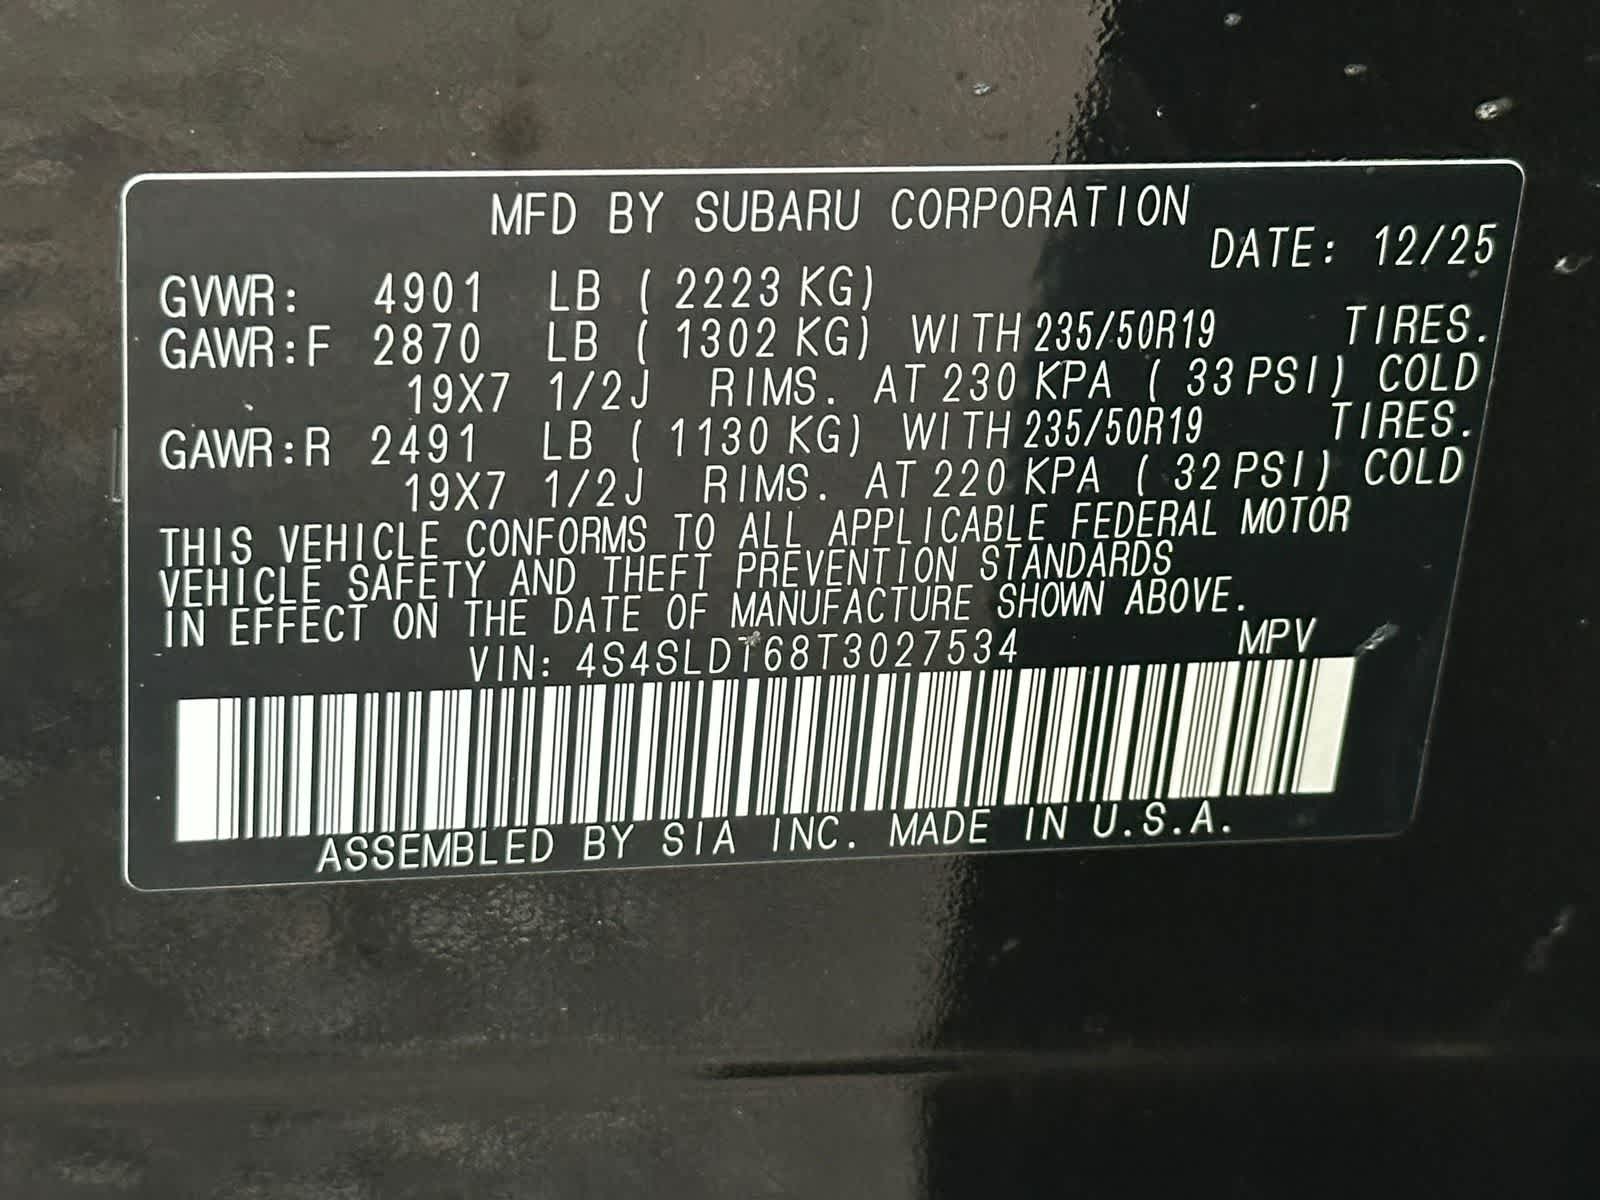 MFD BY SUBARU CORPORATION
DATE: 12/25
GVWR: 4901 LB ( 2223 KG)
GAWR:F 2870 LB ( 1302 KG) WITH 235/50R19 TIRES.
19X7 1/2J RIMS. AT 230 KPA ( 33 PSI) COLD
GAWR:R 2491 LB ( 1130 KG) WITH 235/50R19 TIRES.
19X7 1/2J RIMS. AT 220 KPA ( 32 PSI) COLD
THIS VEHICLE CONFORMS TO ALL APPLICABLE FEDERAL MOTOR
VEHICLE SAFETY AND THEFT PREVENTION STANDARDS
IN EFFECT ON THE DATE OF MANUFACTURE SHOWN ABOVE.
VIN: 4S4SLDT68T3027534 MPV
ASSEMBLED BY SIA INC. MADE IN U.S.A.